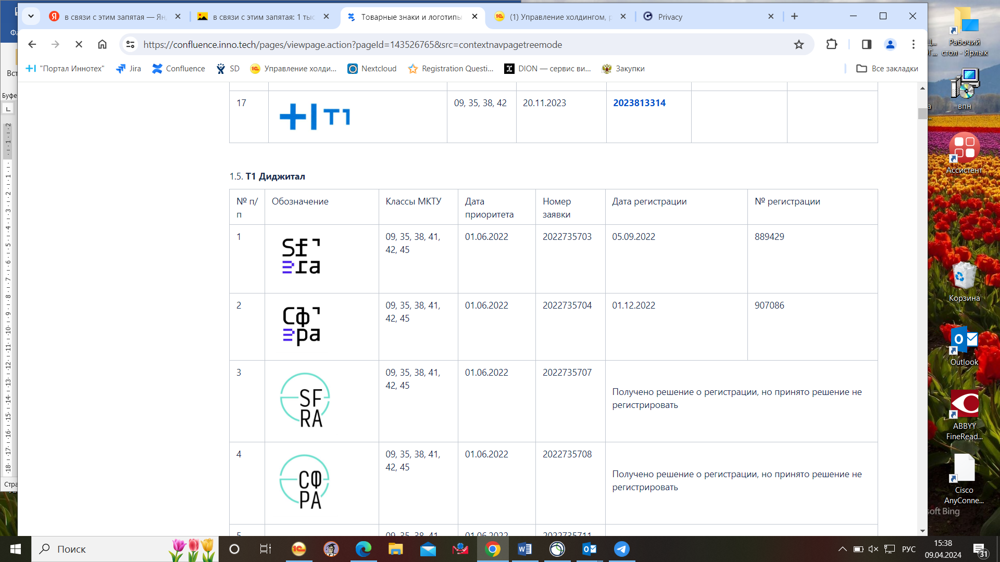 в связи с этим запятая — Ян
в связи с этим запятая: 1 тыс
Товарные знаки и логотипы
(1) Управление холдингом, р
Privacy
https://confluence.inno.tech/pages/viewpage.action?pageId=143526765&src=contextnavpagetreemode
"Портал Иннотех"
Jira
Confluence
SD
Управление холди...
Nextcloud
Registration Questi...
DION — сервис ви...
Закупки
Все закладки
Вст
Буфе
Стра
17
T1
09, 35, 38, 42
20.11.2023
2023813314
1.5. Т1 Диджитал
№ п/
п
Обозначение
Классы МКТУ
Дата
приоритета
Номер
заявки
Дата регистрации
№ регистрации
1
Sf
era
09, 35, 38, 41,
42, 45
01.06.2022
2022735703
05.09.2022
889429
2
Сф
ера
09, 35, 38, 41,
42, 45
01.06.2022
2022735704
01.12.2022
907086
3
SF
RA
09, 35, 38, 41,
42, 45
01.06.2022
2022735707
Получено решение о регистрации, но принято решение не
регистрировать
4
СФ
РА
09, 35, 38, 41,
42, 45
01.06.2022
2022735708
Получено решение о регистрации, но принято решение не
регистрировать
5
09, 35, 38, 41,
01.06.2022
2022735711
Рабочий
стол - Ярлык
впн
Ассистент
Корзина
Outlook
ABBYY
FineRead...
Cisco
AnyConne...
soft Bing
Поиск
РУС
15:38
09.04.2024
31